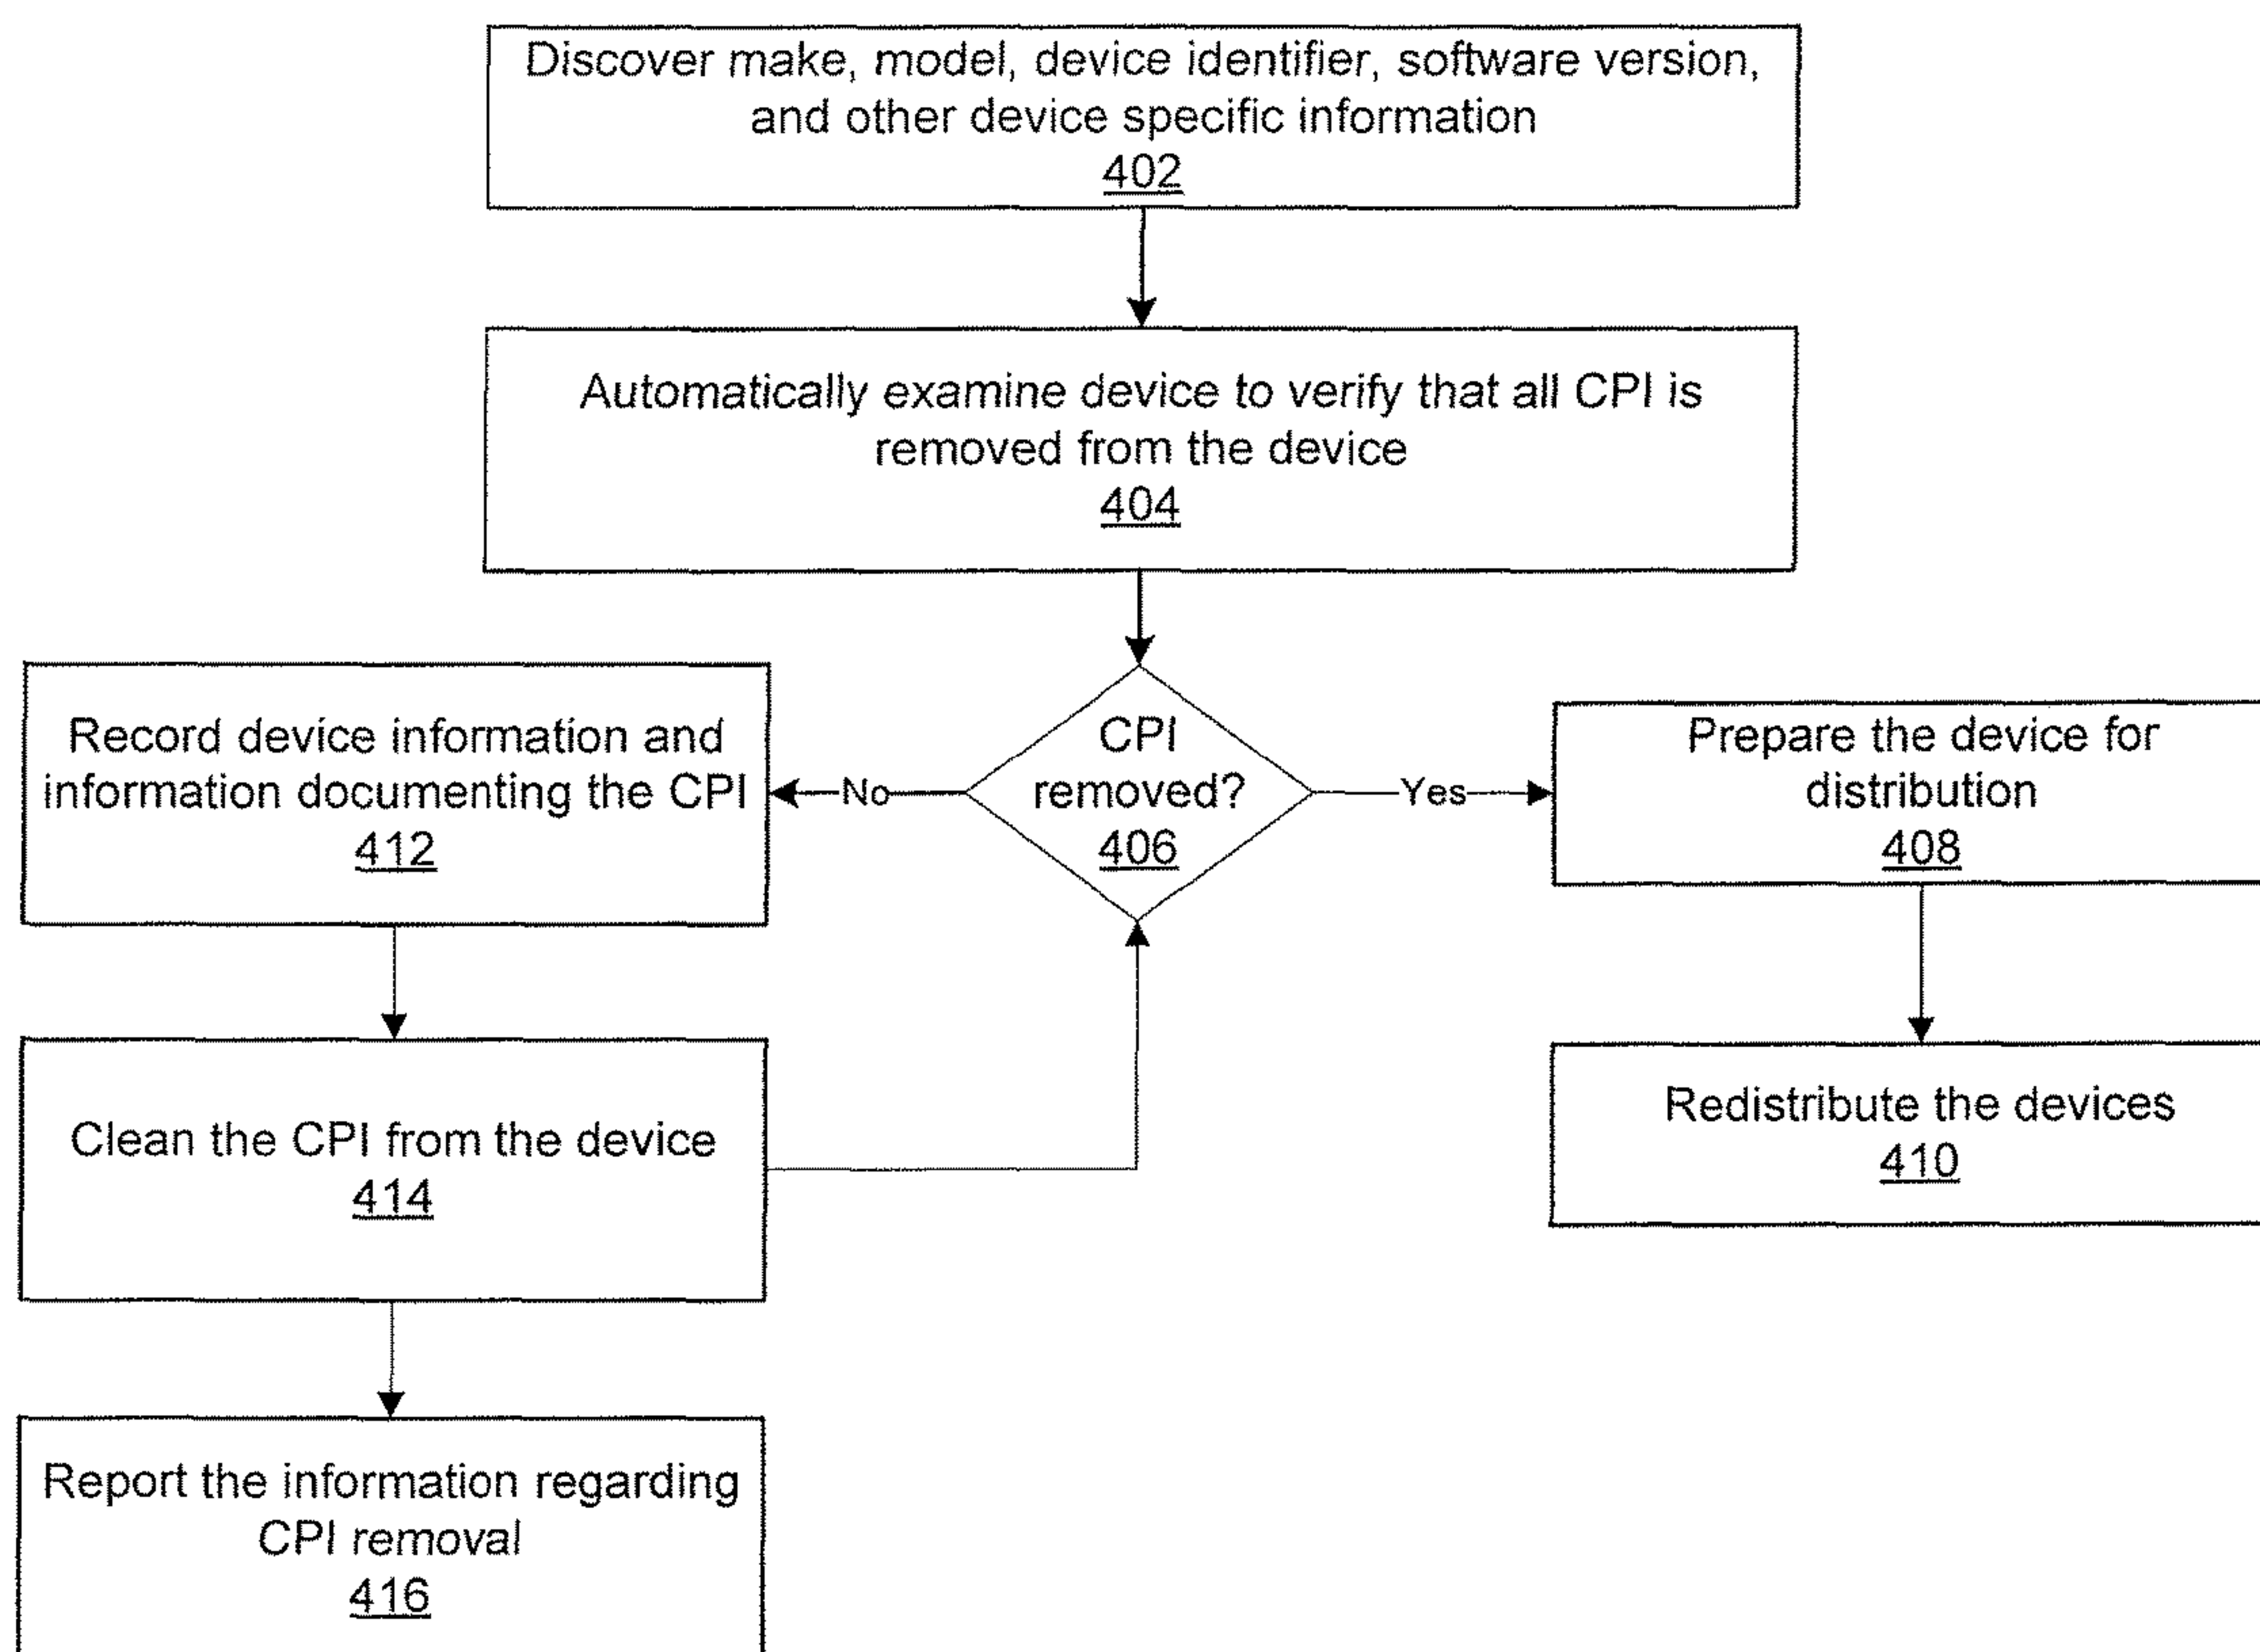 Discover make, model, device identifier, software version,
and other device specific information
402
Automatically examine device to verify that all CPI is
removed from the device
404
CPI
removed?
406
No
Yes
Record device information and
information documenting the CPI
412
Prepare the device for
distribution
408
Clean the CPI from the device
414
Redistribute the devices
410
Report the information regarding
CPI removal
416